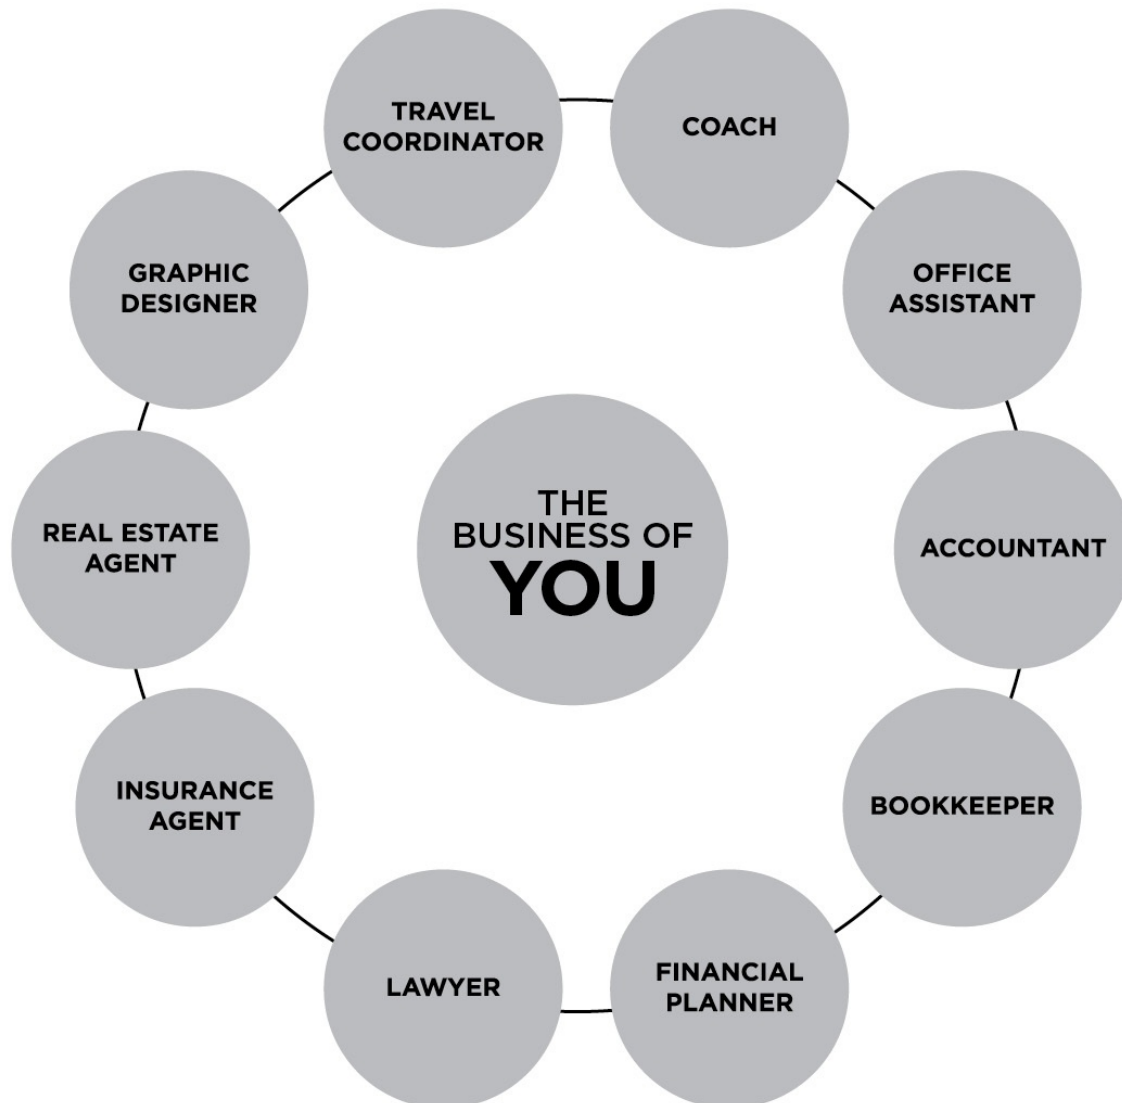 TRAVEL
COORDINATOR
COACH
GRAPHIC
DESIGNER
OFFICE
ASSISTANT
THE
BUSINESS OF
YOU
REAL ESTATE
AGENT
ACCOUNTANT
INSURANCE
AGENT
BOOKKEEPER
LAWYER
FINANCIAL
PLANNER